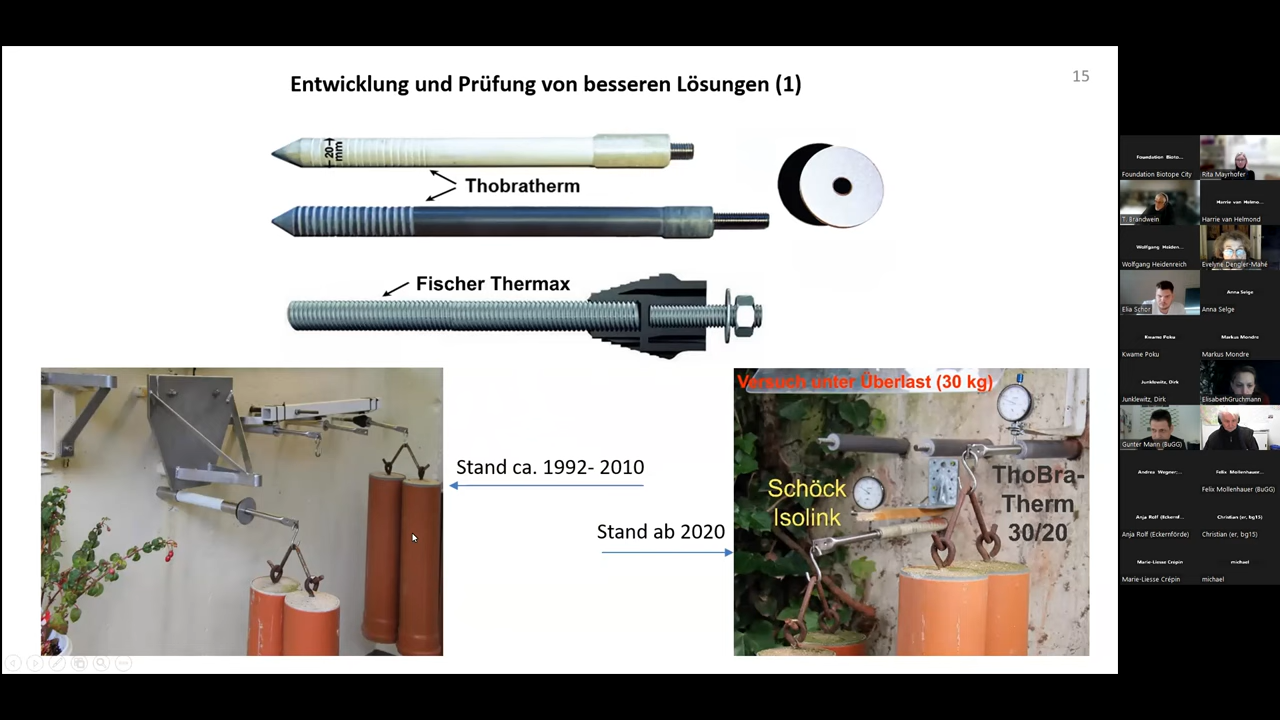 Entwicklung und Prüfung von besseren Lösungen (1)
15
20
mm
Thobratherm
Fischer Thermax
Versuch unter Überlast (30 kg)
Stand ca. 1992- 2010
Stand ab 2020
Schöck
Isolink
ThoBra-
Therm
30/20
Foundation Bioto...
Foundation Biotope City
Rita Mayrhofer
T. Brandwein
Harrie van Helmo...
Harrie van Helmond
Wolfgang Heiden...
Wolfgang Heidenreich
Evelyne Dengler-Mahé
Elia Schor
Anna Selge
Anna Selge
Kwame Poku
Kwame Poku
Markus Mondre
Markus Mondre
Junklewitz, Dirk
Junklewitz, Dirk
ElisabethGruchmann
Gunter Mann (BuGG)
Andrea Wegner:...
Felix Mollenhauer...
Felix Mollenhauer (BuGG)
Anja Rolf (Eckernf...
Anja Rolf (Eckernförde)
Christian (er, bg15)
Christian (er, bg15)
Marie-Liesse Crépin
Marie-Liesse Crépin
michael
michael